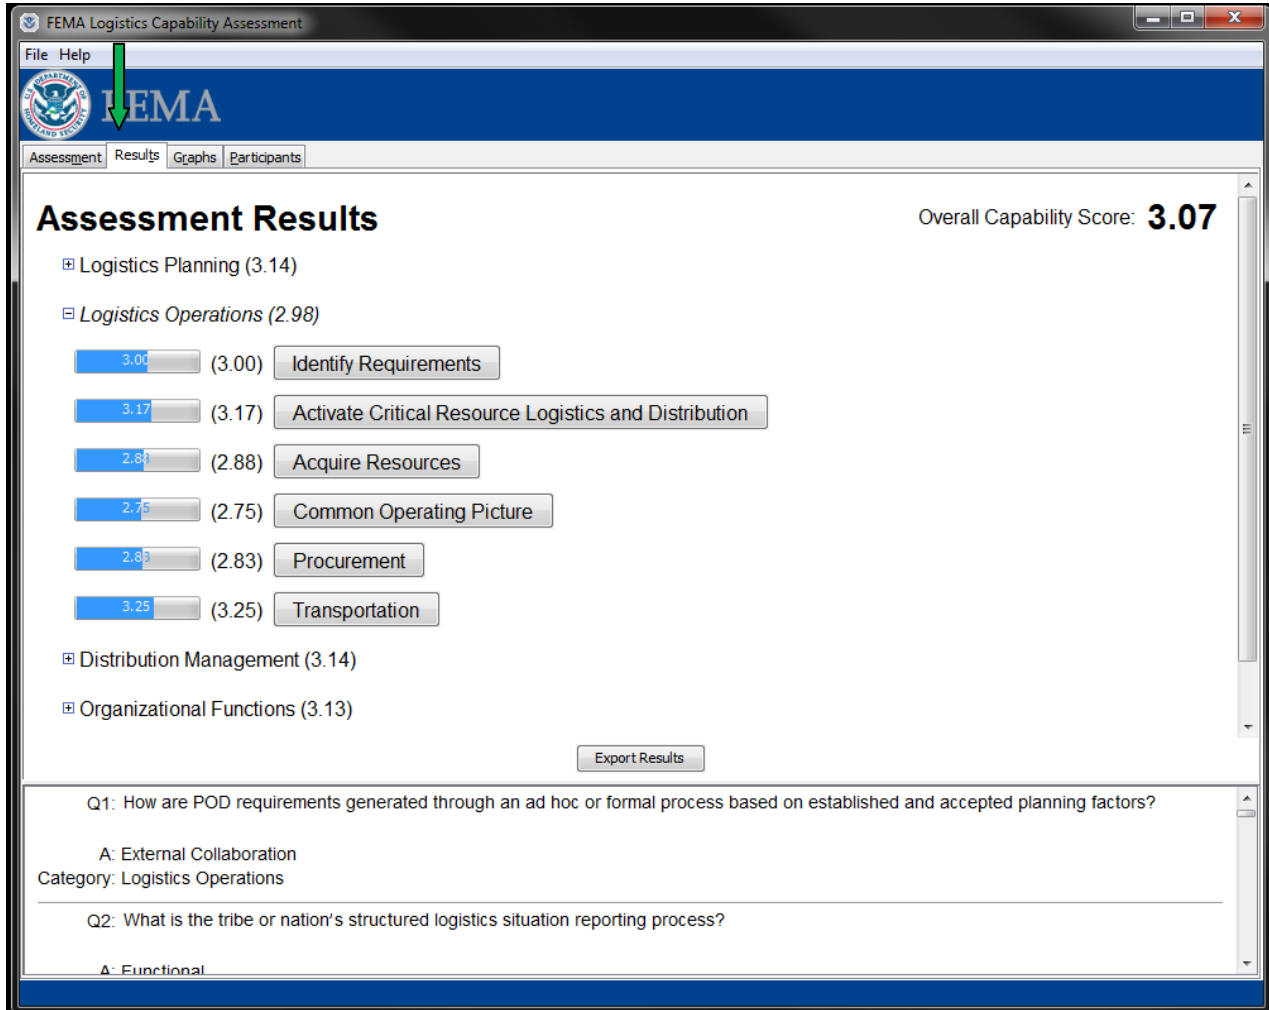 FEMA Logistics Capability Assessment
File Help
FEMA
Assessment Results Graphs Participants
Assessment Results
Overall Capability Score: 3.07
Logistics Planning (3.14)
Logistics Operations (2.98)
3.00 (3.00) Identify Requirements
3.17 (3.17) Activate Critical Resource Logistics and Distribution
2.88 (2.88) Acquire Resources
2.75 (2.75) Common Operating Picture
2.83 (2.83) Procurement
3.25 (3.25) Transportation
Distribution Management (3.14)
Organizational Functions (3.13)
Export Results
Q1: How are POD requirements generated through an ad hoc or formal process based on established and accepted planning factors?
A: External Collaboration
Category: Logistics Operations
Q2: What is the tribe or nation's structured logistics situation reporting process?
A: Functional